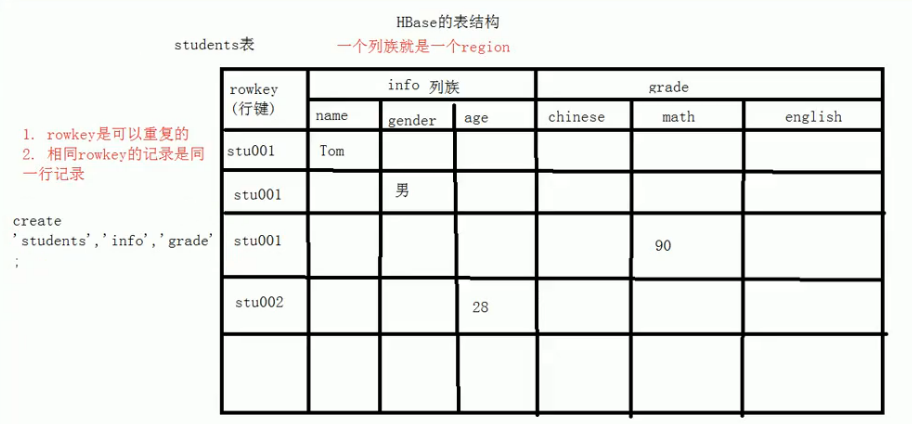 HBase的表结构
students表
一个列族就是一个region
rowkey
(行键)
info 列族
grade
name
gender
age
chinese
math
english
1. rowkey是可以重复的
2. 相同rowkey的记录是同
一行记录
stu001
Tom
stu001
男
create
'students','info','grade'
;
stu001
90
stu002
28